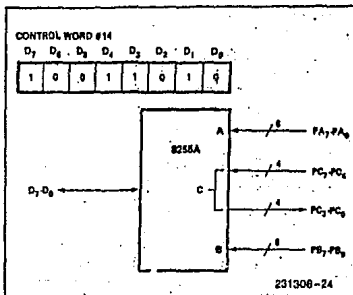 CONTROL WORD #14
D7 D6 D5 D4 D3 D2 D1 D0
1 0 0 1 1 0 1 0
A
8
PA7-PA0
8255A
4
PC7-PC4
D7-D0
C
4
PC3-PC0
B
8
PB7-PB0
231308-24